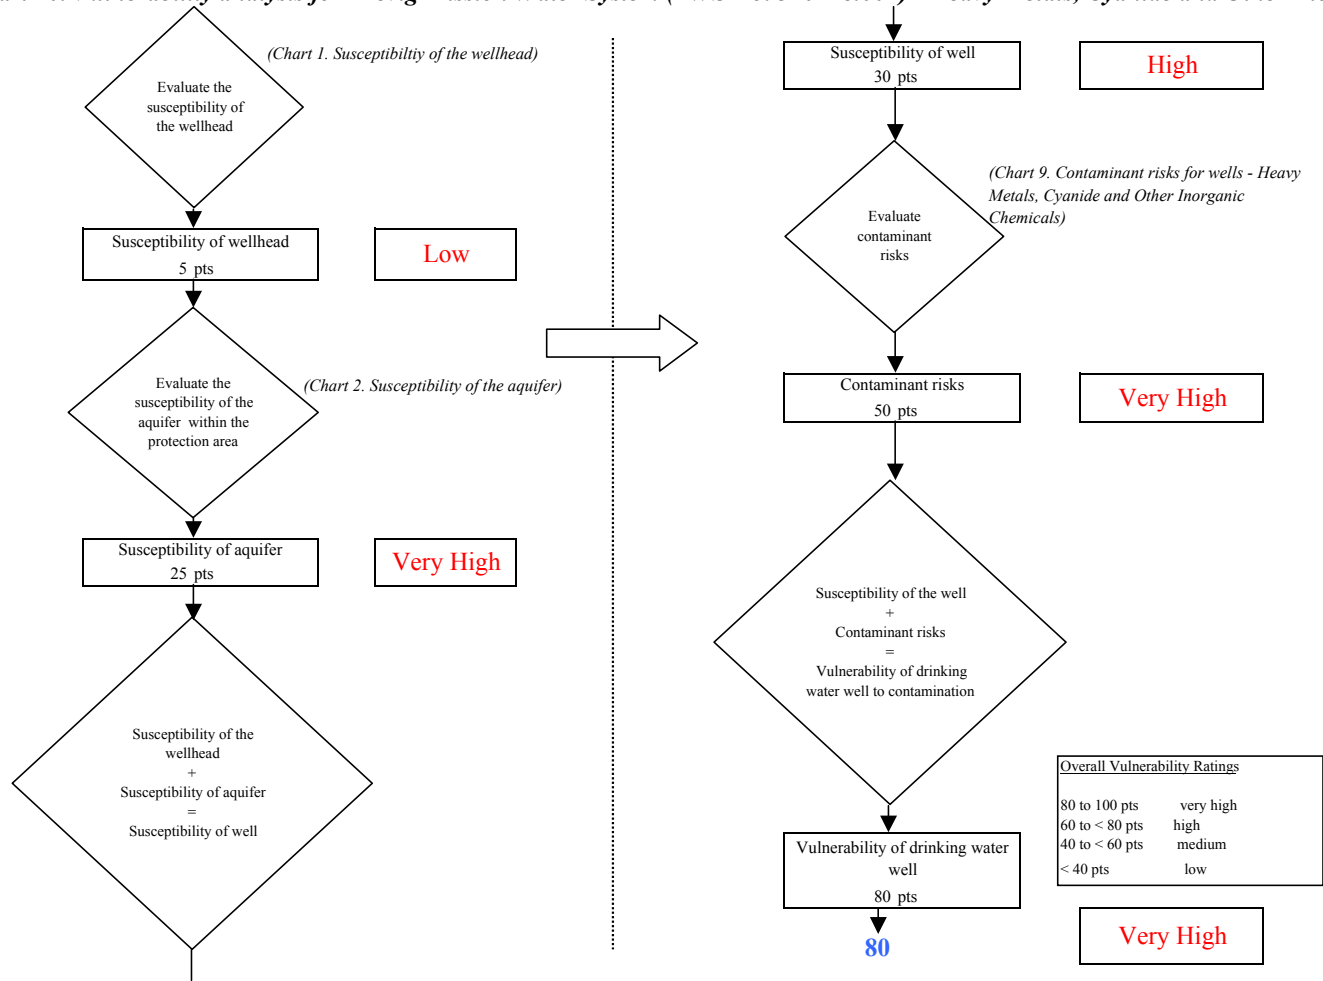 (Chart 1. Susceptibiltiy of the wellhead)
Evaluate the
susceptibility of
the wellhead
Susceptibility of wellhead
5 pts
Low
(Chart 2. Susceptibility of the aquifer)
Evaluate the
susceptibility of the
aquifer within the
protection area
Susceptibility of aquifer
25 pts
Very High
Susceptibility of the
wellhead
+
Susceptibility of aquifer
=
Susceptibility of well
Susceptibility of well
30 pts
High
(Chart 9. Contaminant risks for wells - Heavy
Metals, Cyanide and Other Inorganic
Chemicals)
Evaluate
contaminant
risks
Contaminant risks
50 pts
Very High
Susceptibility of the well
+
Contaminant risks
=
Vulnerability of drinking
water well to contamination
Overall Vulnerability Ratings
80 to 100 pts very high
60 to < 80 pts high
40 to < 60 pts medium
< 40 pts low
Vulnerability of drinking water
well
80 pts
80
Very High